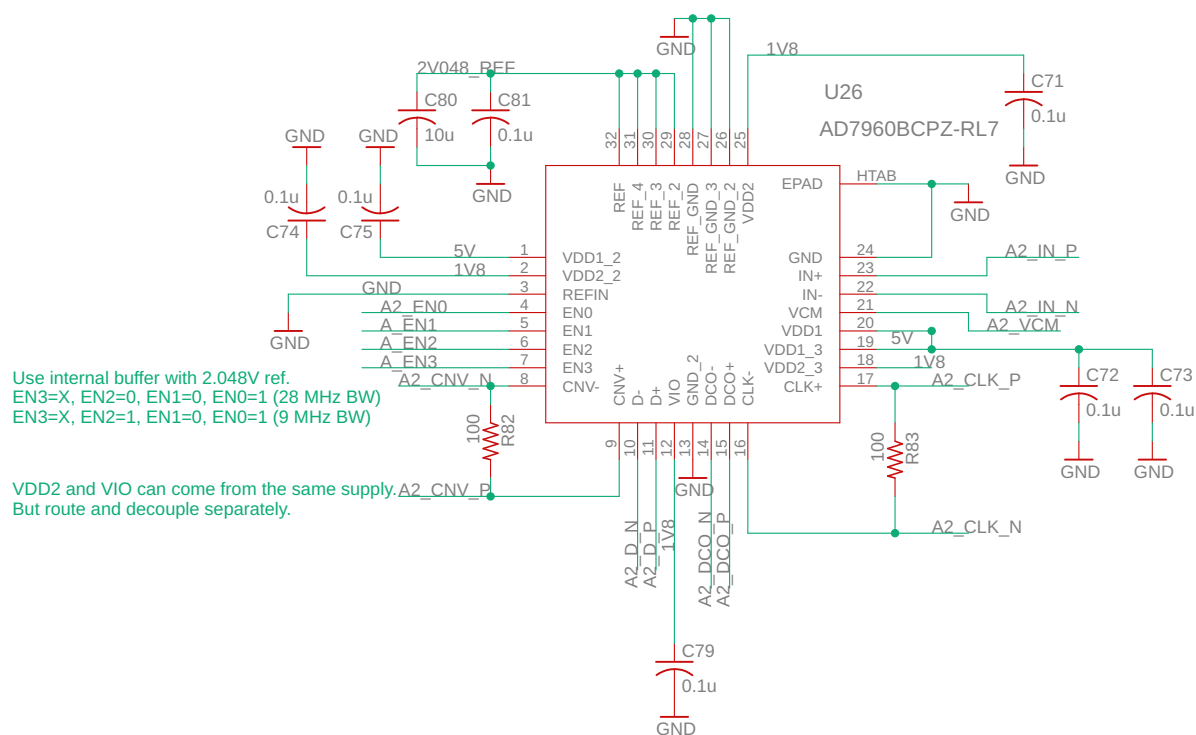 GND
1V8
2V048_REF
C71
U26
C80
C81
0.1u
10u
0.1u
AD7960BCPZ-RL7
GND
GND
32
31
30
29
28
27
26
25
GND
EPAD
HTAB
GND
REF
REF_4
REF_3
REF_2
REF_GND
REF_GND_3
REF_GND_2
VDD2
0.1u
0.1u
GND
GND
C74
C75
5V
1
VDD1_2
1V8
2
VDD2_2
GND
3
REFIN
A2_EN0
4
EN0
A_EN1
5
EN1
A_EN2
6
EN2
A_EN3
7
EN3
A2_CNV_N
8
CNV-
GND
GND
24
IN+
23
A2_IN_P
IN-
22
A2_IN_N
VCM
21
A2_VCM
VDD1
20
5V
VDD1_3
19
VDD2_3
18
1V8
CLK+
17
A2_CLK_P
C72
C73
0.1u
0.1u
GND
GND
CNV+
D-
D+
VIO
GND_2
DCO-
DCO+
CLK-
9
10
11
12
13
14
15
16
Use internal buffer with 2.048V ref.
EN3=X, EN2=0, EN1=0, EN0=1 (28 MHz BW)
EN3=X, EN2=1, EN1=0, EN0=1 (9 MHz BW)
100
R82
100
R83
VDD2 and VIO can come from the same supply.
But route and decouple separately.
A2_CNV_P
GND
A2_CLK_N
A2_D_N
A2_D_P
1V8
A2_DCO_N
A2_DCO_P
C79
0.1u
GND